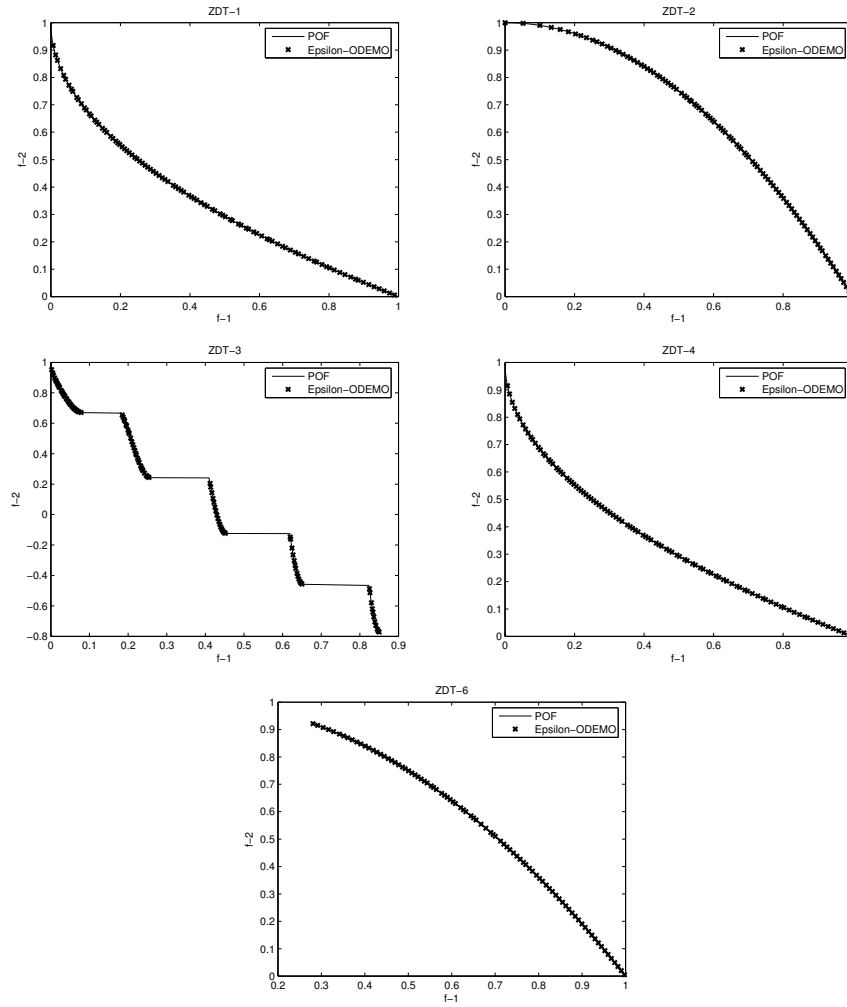 ZDT−1
POF
Epsilon−ODEMO
1
0.9
0.8
0.7
0.6
0.5
0.4
0.3
0.2
0.1
0
f−2
0 0.2 0.4 0.6 0.8 1
f−1
ZDT−2
POF
Epsilon−ODEMO
1
0.9
0.8
0.7
0.6
0.5
0.4
0.3
0.2
0.1
0
f−2
0 0.2 0.4 0.6 0.8
f−1
ZDT−3
POF
Epsilon−ODEMO
1
0.8
0.6
0.4
0.2
0
−0.2
−0.4
−0.6
−0.8
f−2
0 0.1 0.2 0.3 0.4 0.5 0.6 0.7 0.8 0.9
f−1
ZDT−4
POF
Epsilon−ODEMO
1
0.9
0.8
0.7
0.6
0.5
0.4
0.3
0.2
0.1
0
f−2
0 0.2 0.4 0.6 0.8
f−1
ZDT−6
POF
Epsilon−ODEMO
1
0.9
0.8
0.7
0.6
0.5
0.4
0.3
0.2
0.1
0
f−2
0.2 0.3 0.4 0.5 0.6 0.7 0.8 0.9 1
f−1